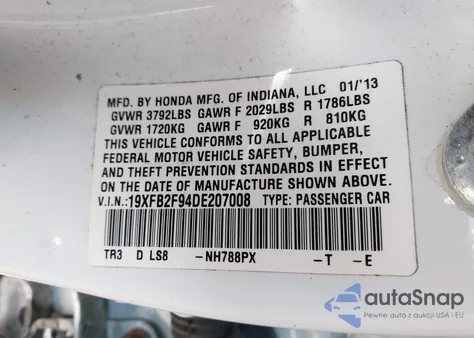 MFD. BY HONDA MFG. OF INDIANA, LLC 01/'13
GVWR 3792LBS GAWR F 2029LBS R 1786LBS
GVWR 1720KG GAWR F 920KG R 810KG
THIS VEHICLE CONFORMS TO ALL APPLICABLE
FEDERAL MOTOR VEHICLE SAFETY, BUMPER,
AND THEFT PREVENTION STANDARDS IN EFFECT
ON THE DATE OF MANUFACTURE SHOWN ABOVE.
V.I.N.:19XFB2F94DE207008 TYPE: PASSENGER CAR
TR3 D LS8 -NH788PX -T -E
autoSnap
Pewne auta z aukcji USA i EU